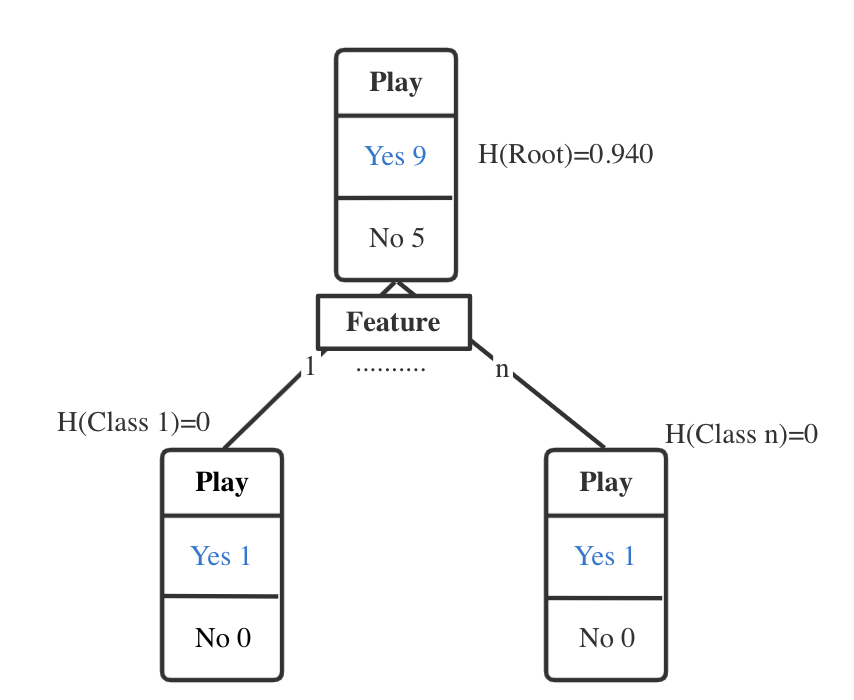 Play
Yes 9
H(Root)=0.940
No 5
Feature
1
..........
n
H(Class 1)=0
H(Class n)=0
Play
Yes 1
No 0
Play
Yes 1
No 0